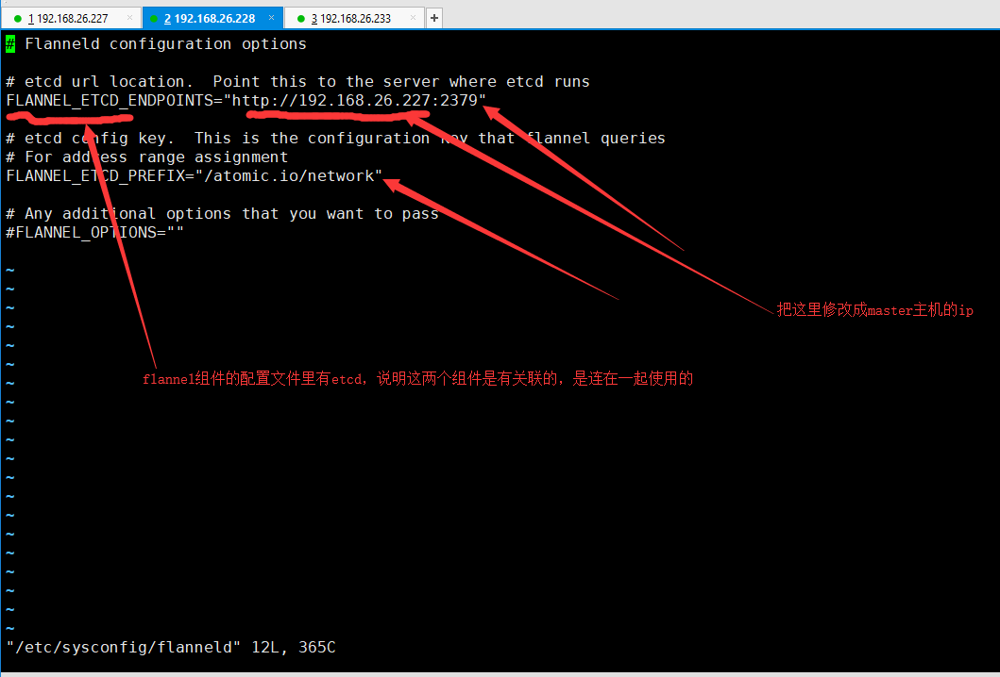 1 192.168.26.227 × 2 192.168.26.228 × 3 192.168.26.233 × +
# Flanneld configuration options
# etcd url location.  Point this to the server where etcd runs
FLANNEL_ETCD_ENDPOINTS="http://192.168.26.227:2379"
# etcd config key.  This is the configuration key that flannel queries
# For address range assignment
FLANNEL_ETCD_PREFIX="/atomic.io/network"
# Any additional options that you want to pass
#FLANNEL_OPTIONS=""
~
~
~
把这里修改成master主机的ip
~
~
~
flannel组件的配置文件里有etcd，说明这两个组件是有关联的，是连在一起使用的
~
~
~
~
~
~
~
~
~
~
~
~
~
~
"/etc/sysconfig/flanneld" 12L, 365C